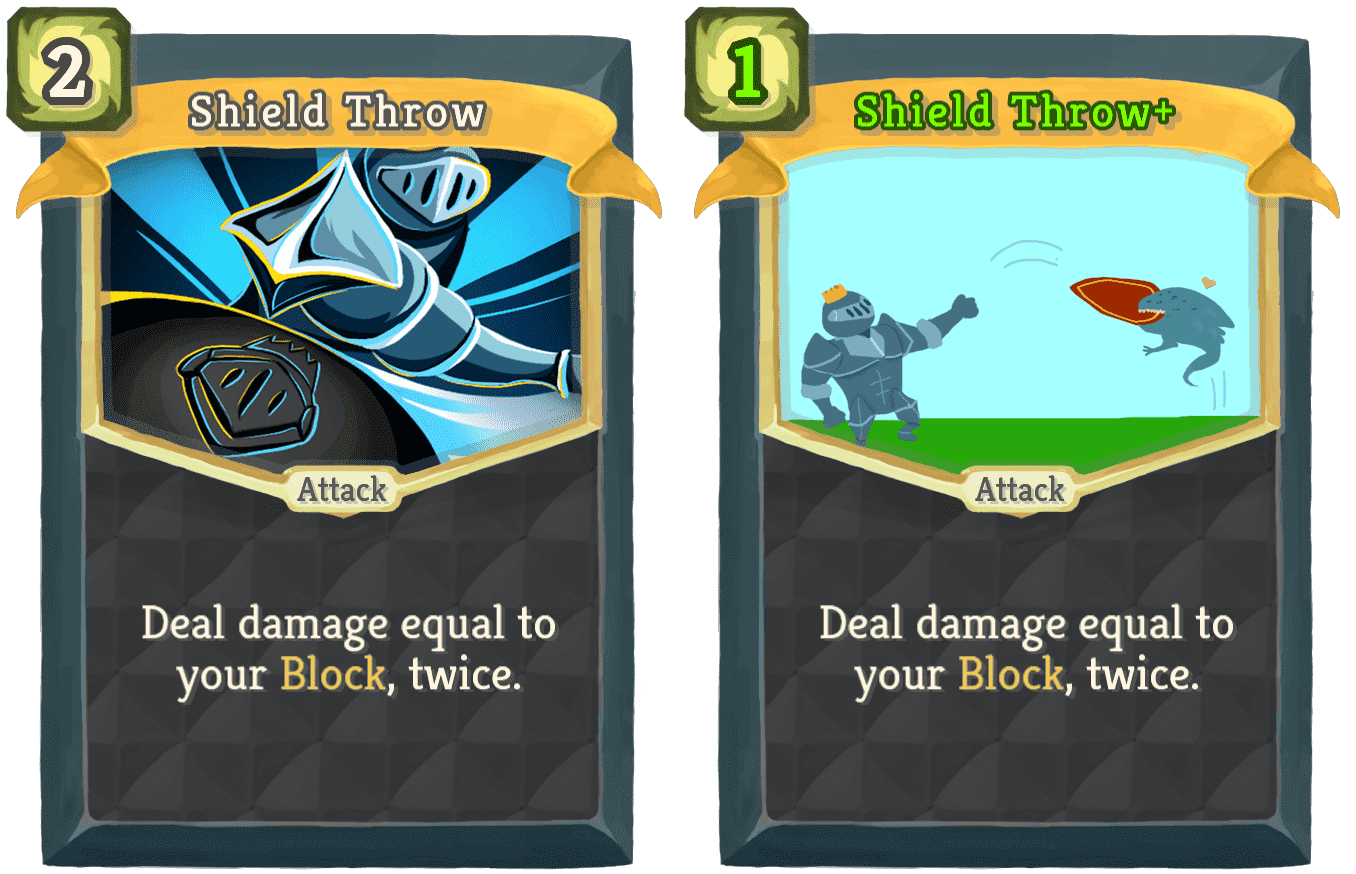 2
Shield Throw
Attack
Deal damage equal to
your Block, twice.
1
Shield Throw+
Attack
Deal damage equal to
your Block, twice.